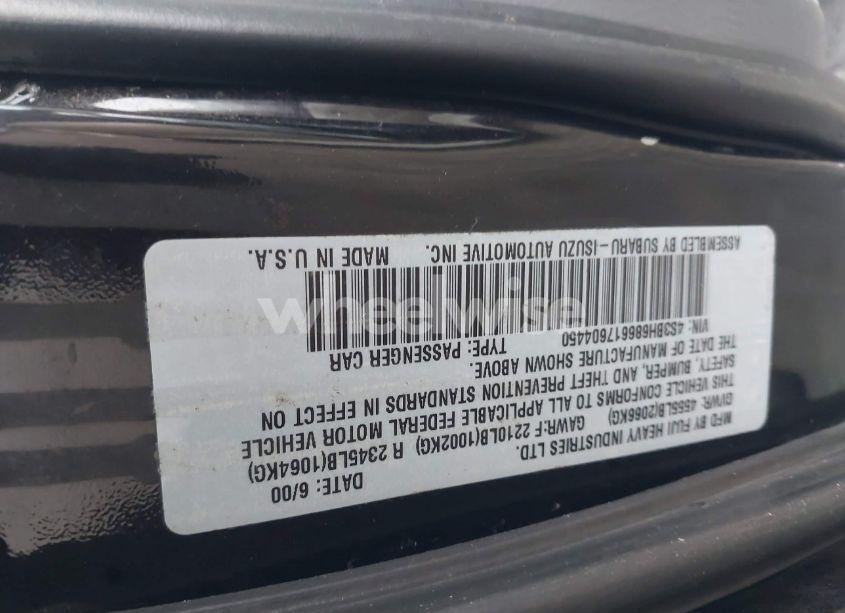 MFD BY FUJI HEAVY INDUSTRIES LTD. DATE: 6/00
GVWR: 4555LB(2066KG) GAWR:F 2210LB(1002KG) R 2345LB(1064KG)
THIS VEHICLE CONFORMS TO ALL APPLICABLE FEDERAL MOTOR VEHICLE
SAFETY, BUMPER, AND THEFT PREVENTION STANDARDS IN EFFECT ON
THE DATE OF MANUFACTURE SHOWN ABOVE.
VIN: 4S3BH688617604450 TYPE: PASSENGER CAR
wheelwise
ASSEMBLED BY SUBARU-ISUZU AUTOMOTIVE INC. MADE IN U.S.A.